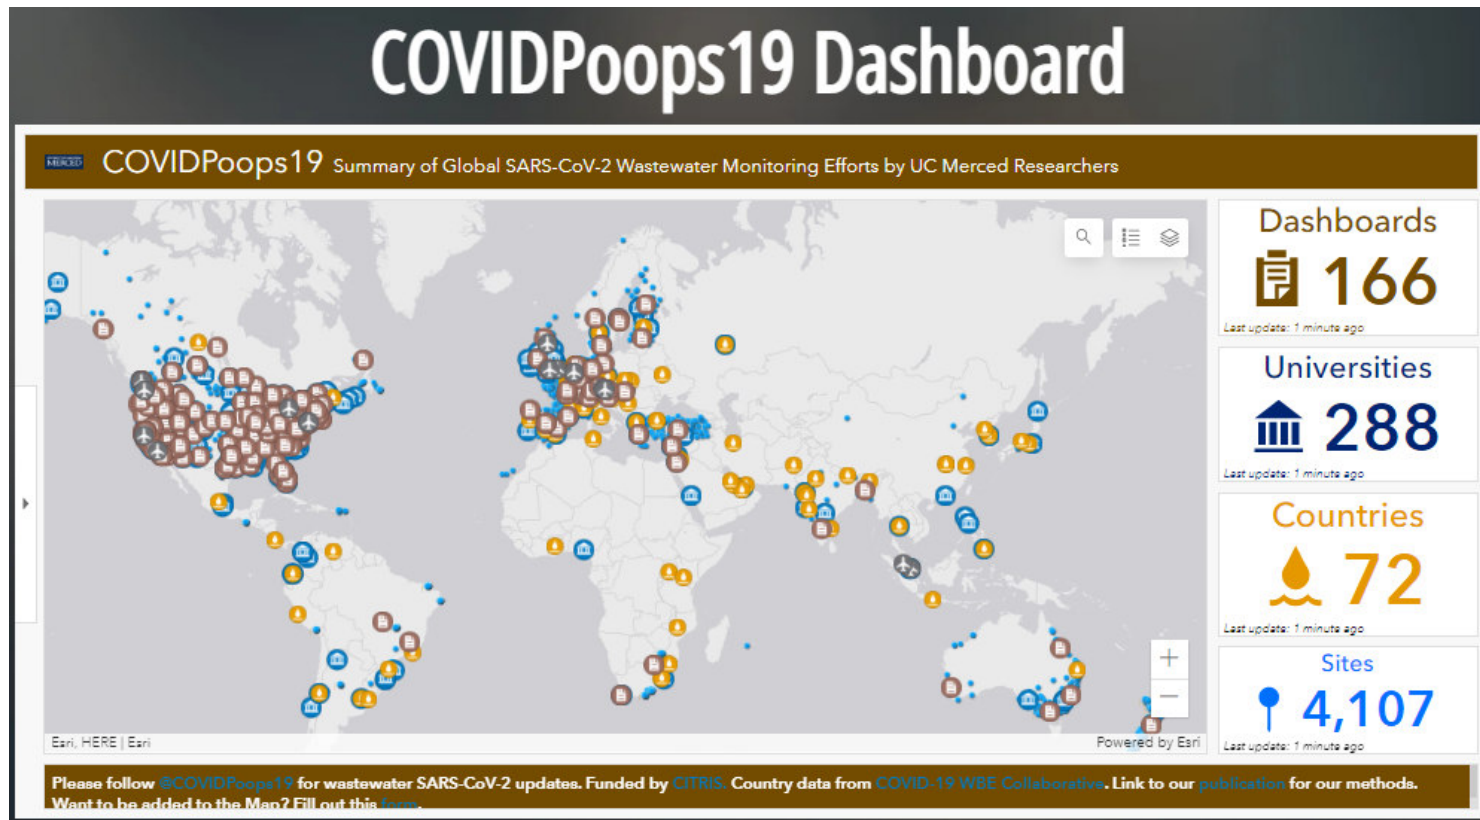 COVIDPoops19 Dashboard
MERCED
COVIDPoops19 Summary of Global SARS-CoV-2 Wastewater Monitoring Efforts by UC Merced Researchers
Dashboards
166
Last update: 1 minute ago
Universities
288
Last update: 1 minute ago
Countries
72
Last update: 1 minute ago
Sites
4,107
Last update: 1 minute ago
Esri, HERE | Esri
Powered by Esri
Please follow @COVIDPoops19 for wastewater SARS-CoV-2 updates. Funded by CITRIS. Country data from COVID-19 WBE Collaborative. Link to our publication for our methods.
Want to be added to the Map? Fill out this form.